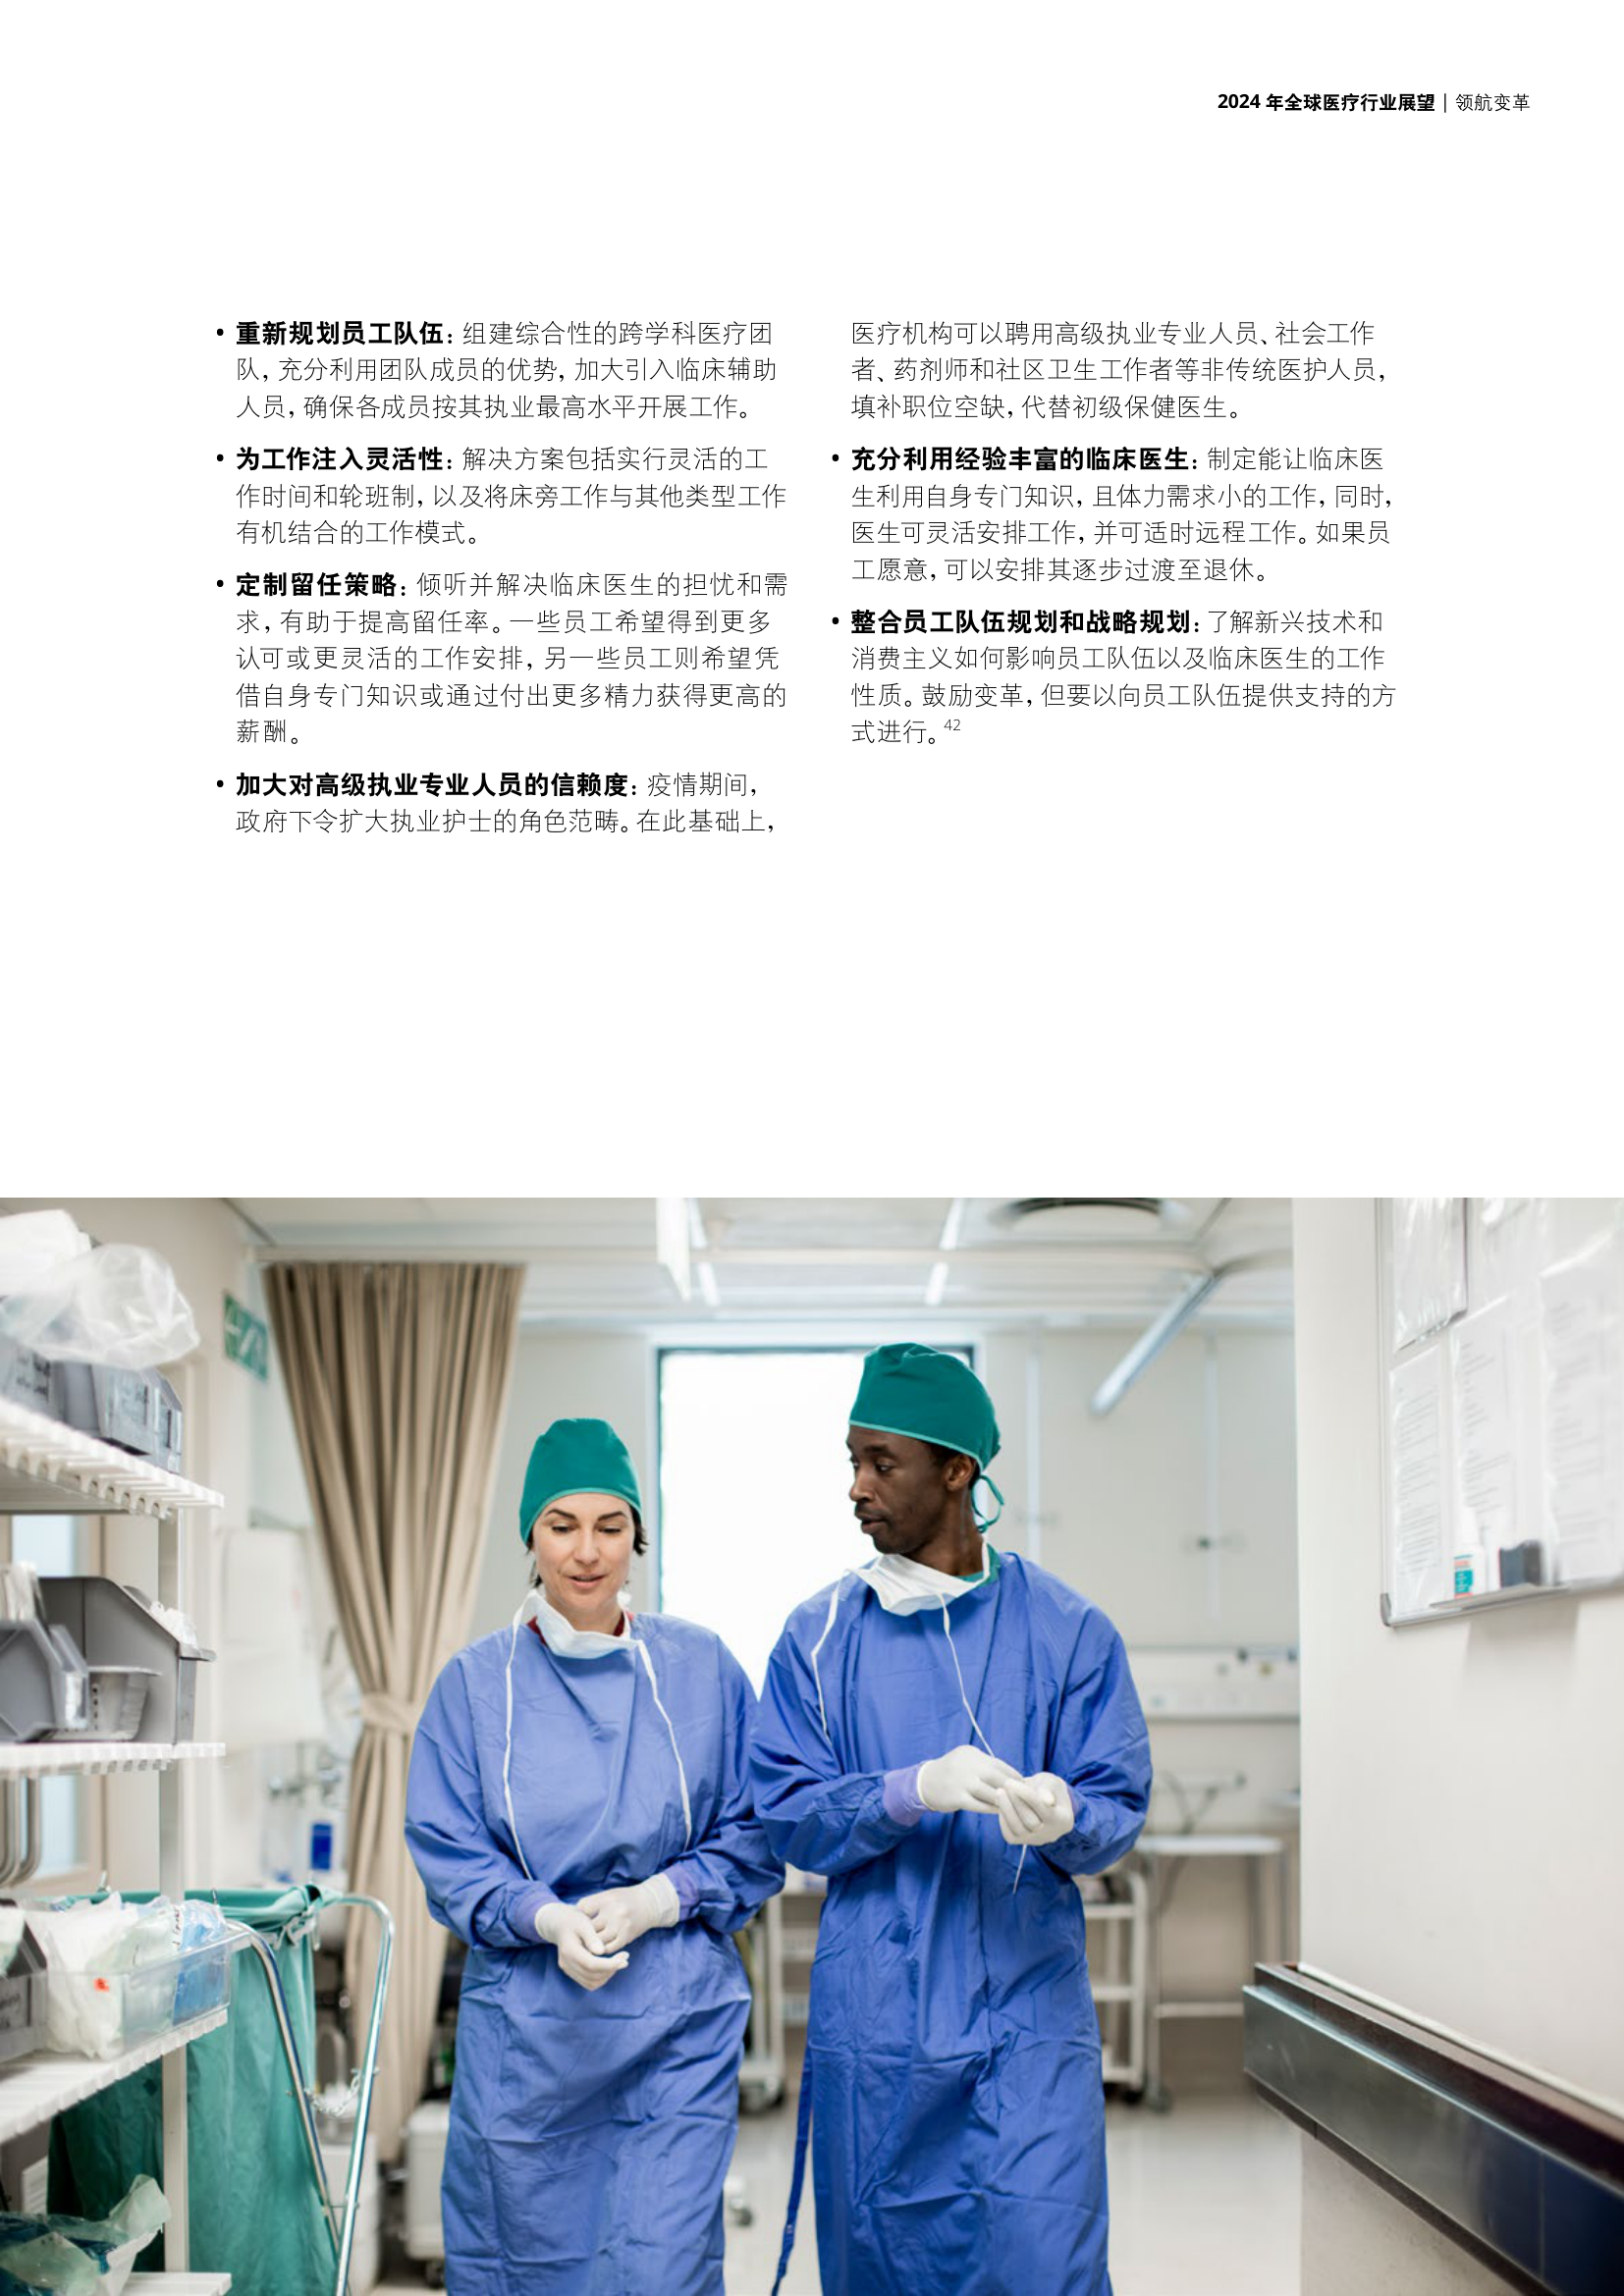 2024 年全球医疗行业展望 | 领航变革
• 重新规划员工队伍：组建综合性的跨学科医疗团
队，充分利用团队成员的优势，加大引入临床辅助
人员，确保各成员按其执业最高水平开展工作。
• 为工作注入灵活性：解决方案包括实行灵活的工
作时间和轮班制，以及将床旁工作与其他类型工作
有机结合的工作模式。
• 定制留任策略：倾听并解决临床医生的担忧和需
求，有助于提高留任率。一些员工希望得到更多
认可或更灵活的工作安排，另一些员工则希望凭
借自身专门知识或通过付出更多精力获得更高的
薪酬。
• 加大对高级执业专业人员的信赖度：疫情期间，
政府下令扩大执业护士的角色范畴。在此基础上，
医疗机构可以聘用高级执业专业人员、社会工作
者、药剂师和社区卫生工作者等非传统医护人员，
填补职位空缺，代替初级保健医生。
• 充分利用经验丰富的临床医生：制定能让临床医
生利用自身专门知识，且体力需求小的工作，同时，
医生可灵活安排工作，并可适时远程工作。如果员
工愿意，可以安排其逐步过渡至退休。
• 整合员工队伍规划和战略规划：了解新兴技术和
消费主义如何影响员工队伍以及临床医生的工作
性质。鼓励变革，但要以向员工队伍提供支持的方
式进行。42